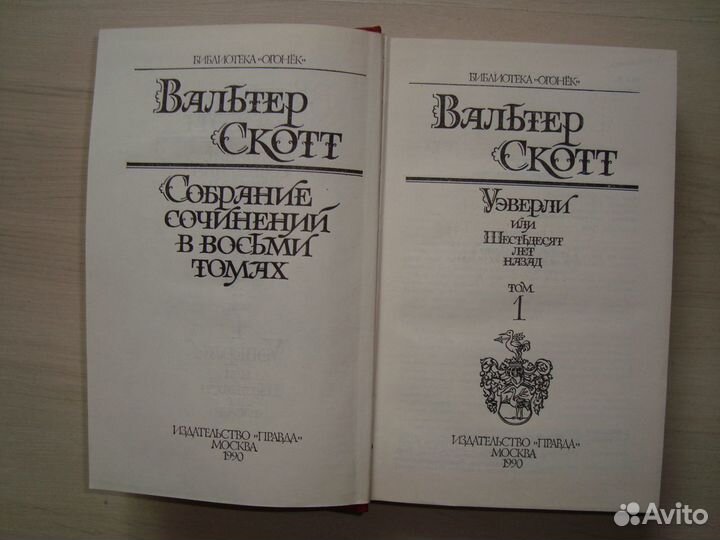 БИБЛИОТЕКА «ОГОНЁК»
ВАЛЬТЕР
СКОТТ
СОБРАНИЕ
СОЧИНЕНИЙ
В ВОСЬМИ
ТОМАХ
ИЗДАТЕЛЬСТВО «ПРАВДА»
МОСКВА
1990
БИБЛИОТЕКА «ОГОНЁК»
ВАЛЬТЕР
СКОТТ
УЭВЕРЛИ
ИЛИ
ШЕСТЬДЕСЯТ
ЛЕТ
НАЗАД
ТОМ
1
ИЗДАТЕЛЬСТВО «ПРАВДА»
МОСКВА
1990
Avito